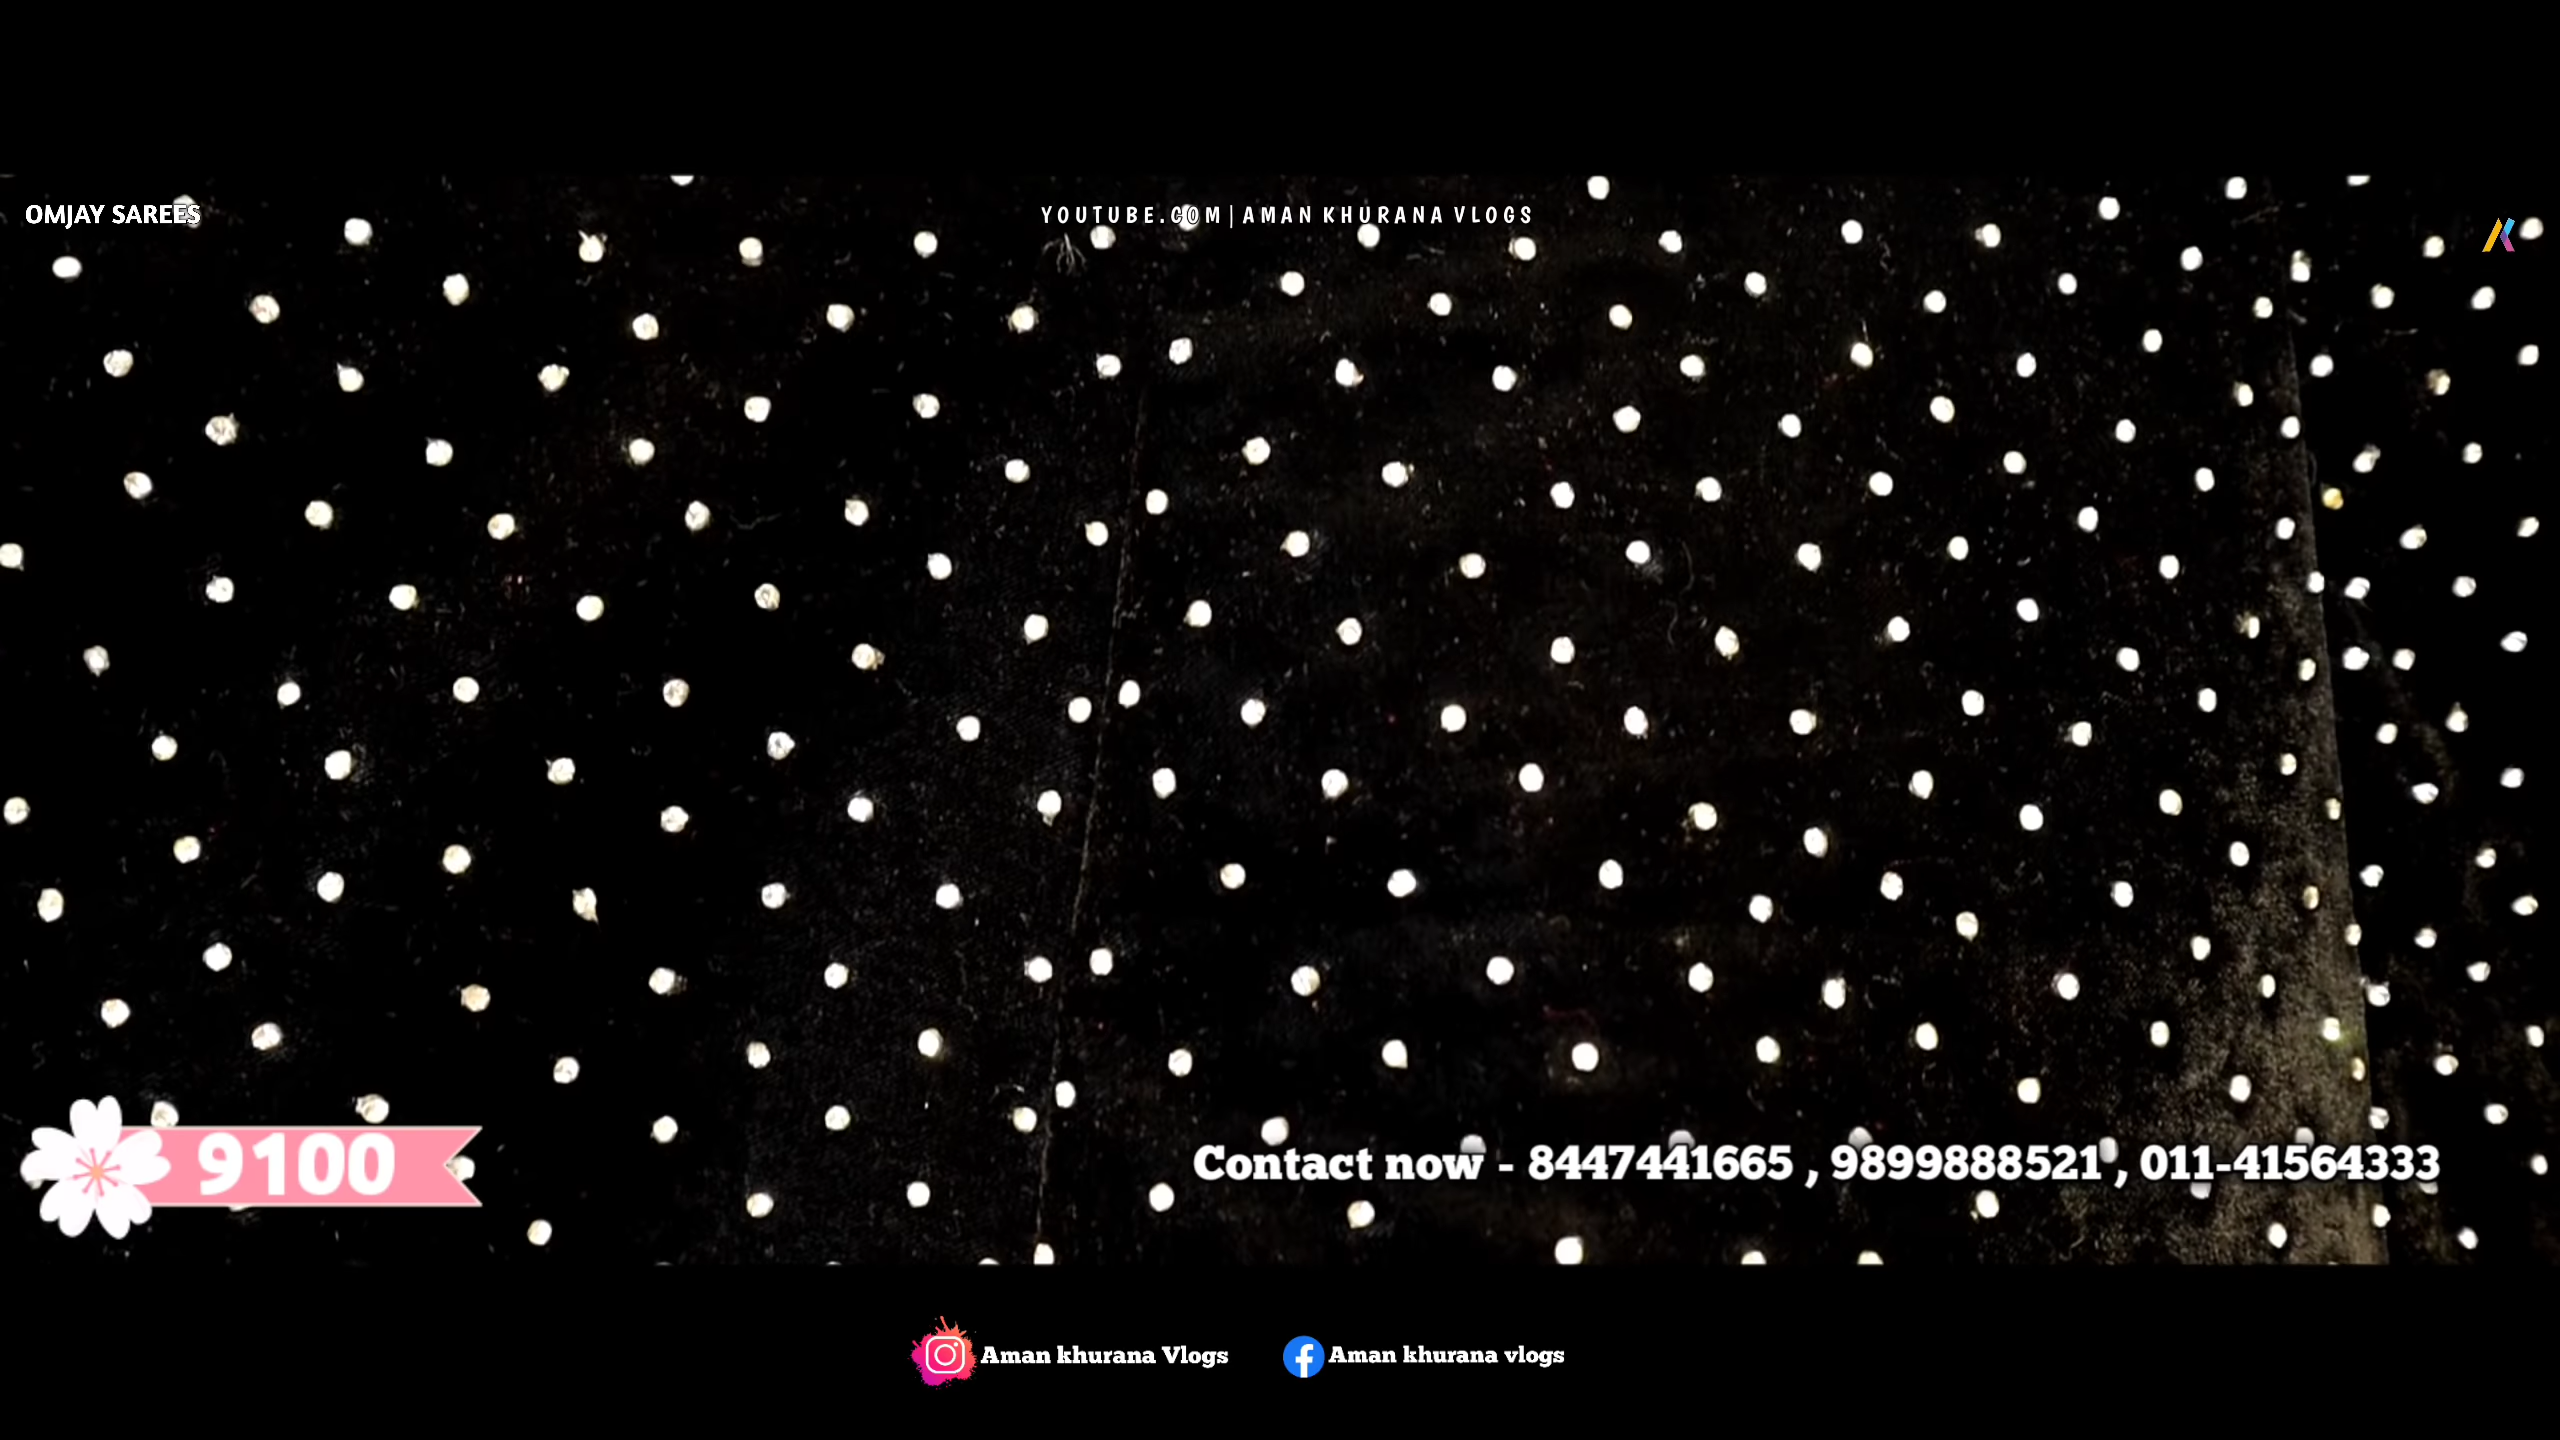 OMJAY SAREES
YOUTUBE.COM|AMAN KHURANA VLOGS
9100
Contact now - 8447441665 , 9899888521 , 011-41564333
Aman khurana Vlogs
Aman khurana vlogs